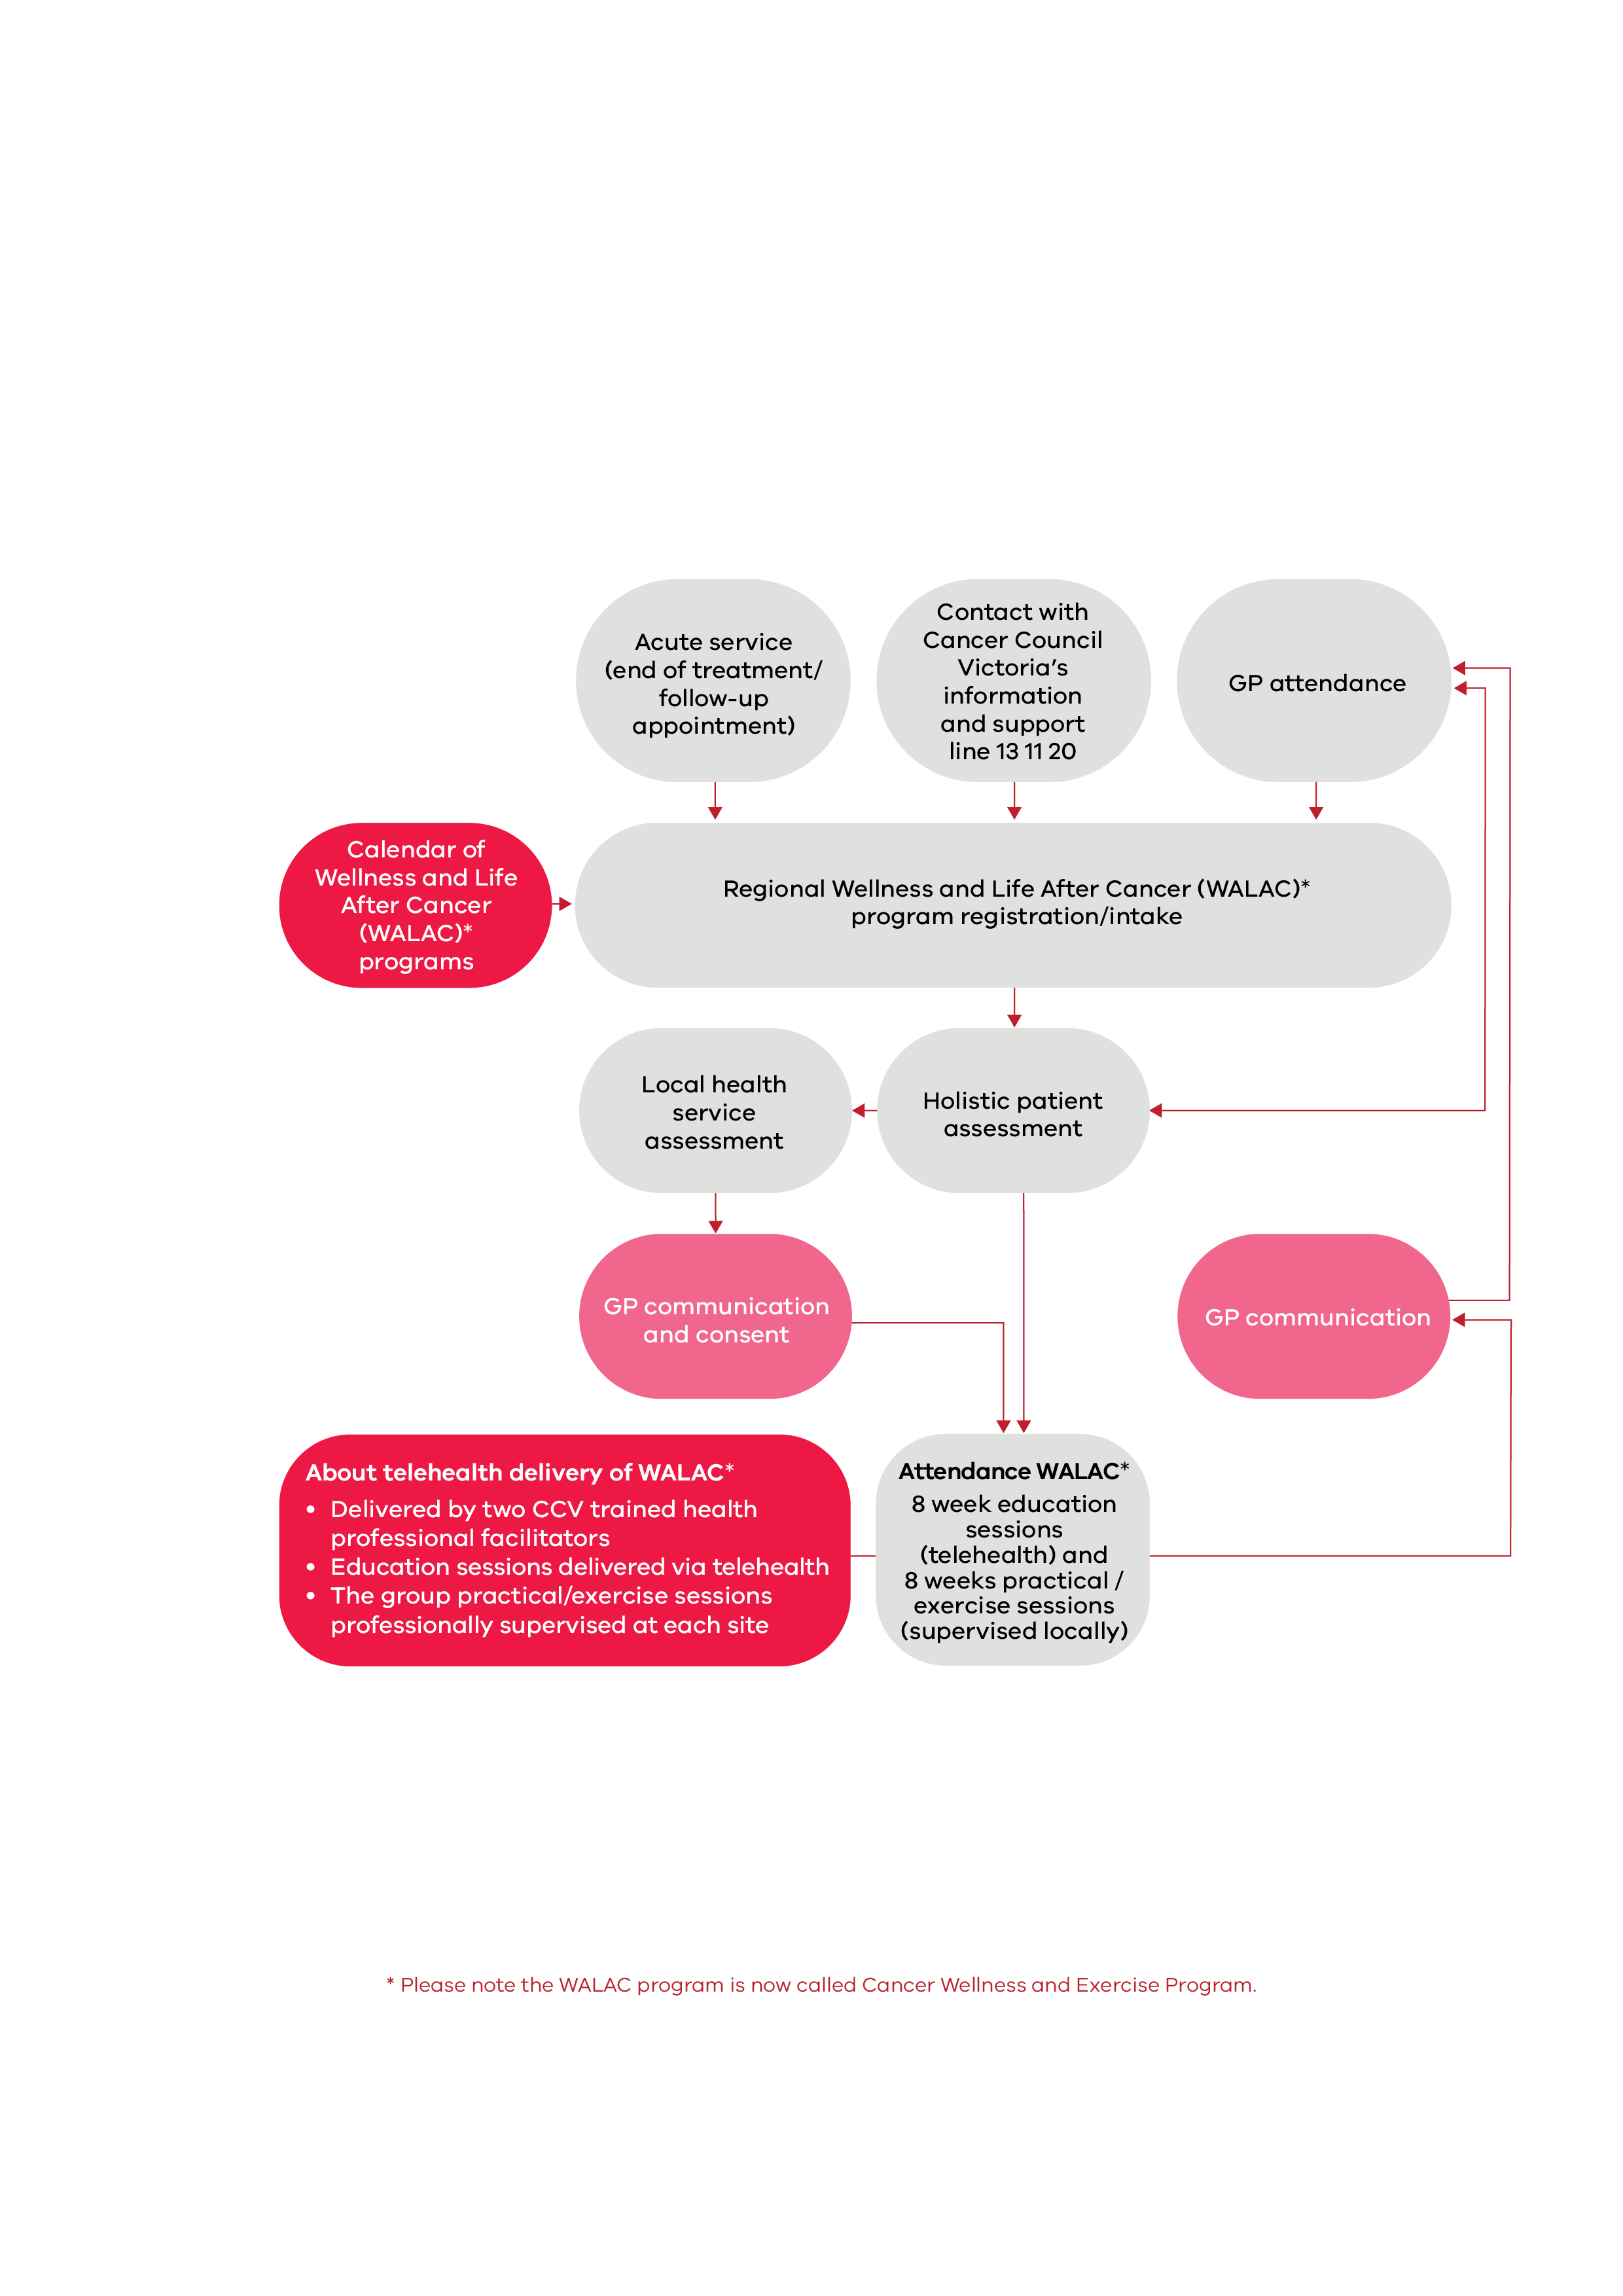 Acute service
(end of treatment/
follow-up
appointment)
Contact with
Cancer Council
Victoria’s
information
and support
line 13 11 20
GP attendance
Calendar of
Wellness and Life
After Cancer
(WALAC)*
programs
Regional Wellness and Life After Cancer (WALAC)*
program registration/intake
Local health
service
assessment
Holistic patient
assessment
GP communication
and consent
GP communication
About telehealth delivery of WALAC*
• Delivered by two CCV trained health
professional facilitators
• Education sessions delivered via telehealth
• The group practical/exercise sessions
professionally supervised at each site
Attendance WALAC*
8 week education
sessions
(telehealth) and
8 weeks practical /
exercise sessions
(supervised locally)
* Please note the WALAC program is now called Cancer Wellness and Exercise Program.